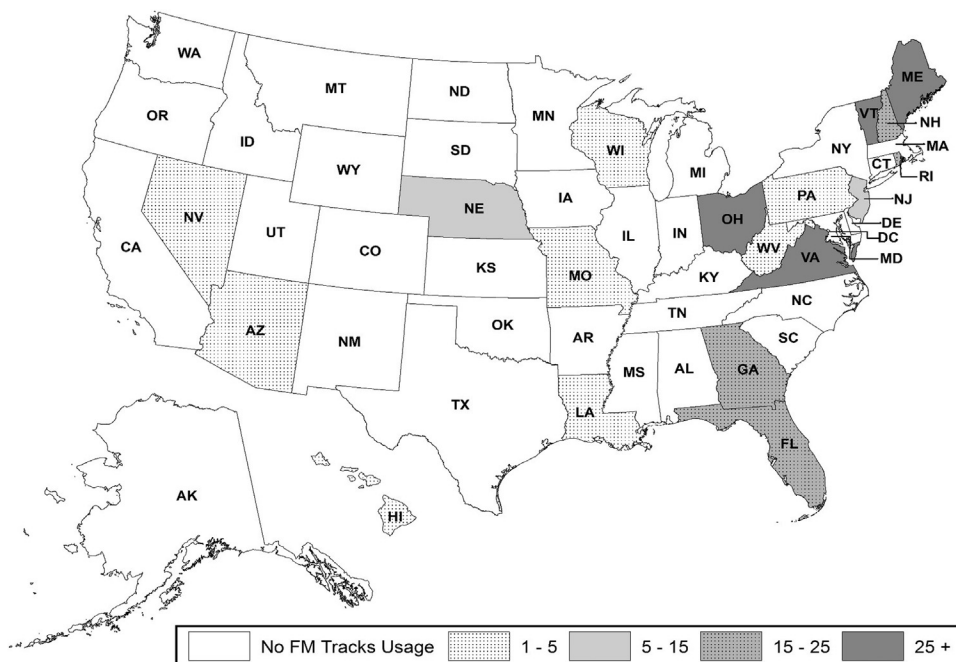 WA
MT
ND
MN
ME
VT
NH
OR
ID
SD
WI
NY
MA
WY
MI
CT
RI
NV
NE
IA
PA
NJ
CA
UT
CO
IL
IN
OH
DE
DC
WV
MD
KS
MO
KY
VA
AZ
NM
OK
AR
TN
NC
SC
MS
AL
GA
TX
LA
FL
AK
HI
No FM Tracks Usage 1 - 5 5 - 15 15 - 25 25 +